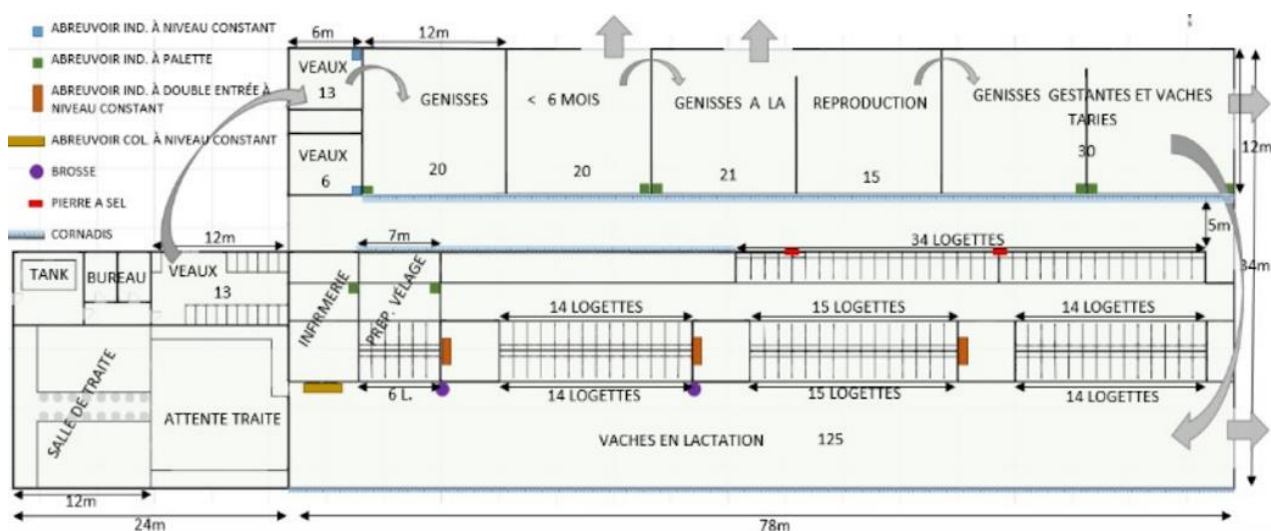 ABREUVOIR IND. À NIVEAU CONSTANT
ABREUVOIR IND. À PALETTE
ABREUVOIR IND. À DOUBLE ENTRÉE À
NIVEAU CONSTANT
ABREUVOIR COL. À NIVEAU CONSTANT
BROSSE
PIERRE A SEL
CORNADIS
6m
12m
VEAUX
13
GENISSES
< 6 MOIS
GENISSES A LA
REPRODUCTION
GENISSES GESTANTES ET VACHES
TARIES
VEAUX
6
20
20
21
15
30
12m
5m
34m
12m
7m
34 LOGETTES
TANK
BUREAU
VEAUX
13
INFIRMERIE
PREP. VÉLAGE
14 LOGETTES
15 LOGETTES
14 LOGETTES
6 L.
14 LOGETTES
15 LOGETTES
14 LOGETTES
SALLE DE TRAITE
ATTENTE TRAITE
VACHES EN LACTATION 125
12m
24m
78m